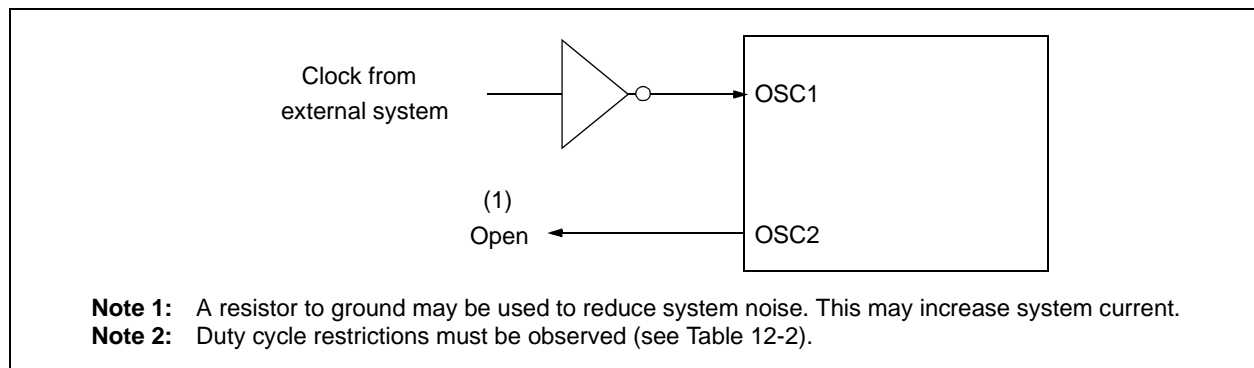 Clock from
external system
OSC1
(1)
Open
OSC2
Note 1: A resistor to ground may be used to reduce system noise. This may increase system current.
Note 2: Duty cycle restrictions must be observed (see Table 12-2).